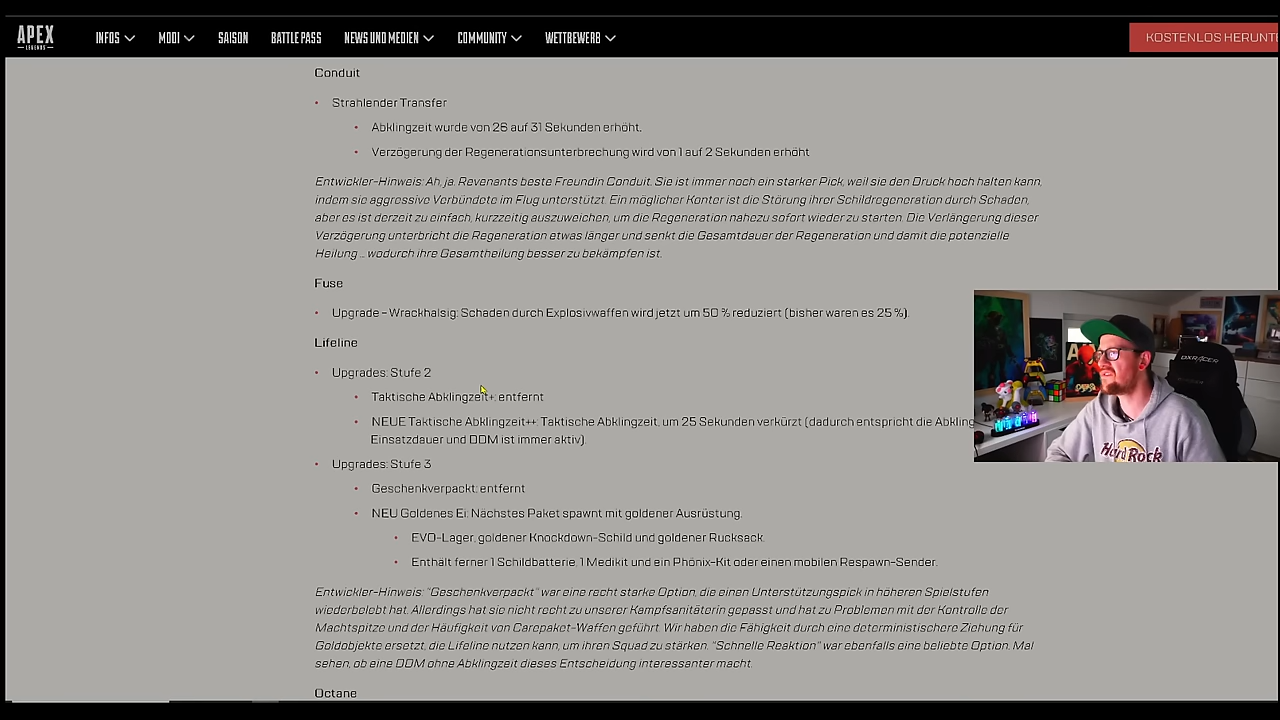 APEX
LEGENDS
INFOS
MODI
SAISON
BATTLE PASS
NEWS UND MEDIEN
COMMUNITY
WETTBEWERB
KOSTENLOS HERUNT
Conduit
• Strahlender Transfer
• Abklingzeit wurde von 26 auf 31 Sekunden erhöht.
• Verzögerung der Regenerationsunterbrechung wird von 1 auf 2 Sekunden erhöht
Entwickler-Hinweis: Ah, ja. Revenants beste Freundin Conduit. Sie ist immer noch ein starker Pick, weil sie den Druck hoch halten kann,
indem sie aggressive Verbündete im Flug unterstützt. Ein möglicher Konter ist die Störung ihrer Schildregeneration durch Schaden,
aber es ist derzeit zu einfach, kurzzeitig auszuweichen, um die Regeneration nahezu sofort wieder zu starten. Die Verlängerung dieser
Verzögerung unterbricht die Regeneration etwas länger und senkt die Gesamtdauer der Regeneration und damit die potenzielle
Heilung ... wodurch ihre Gesamtheilung besser zu bekämpfen ist.
Fuse
• Upgrade – Wrackhalsig: Schaden durch Explosivwaffen wird jetzt um 50 % reduziert (bisher waren es 25 %).
Lifeline
• Upgrades: Stufe 2
• Taktische Abklingzeit+: entfernt
• NEUE Taktische Abklingzeit++: Taktische Abklingzeit, um 25 Sekunden verkürzt (dadurch entspricht die Abkling
Einsatzdauer und DDM ist immer aktiv).
• Upgrades: Stufe 3
• Geschenkverpackt: entfernt
• NEU Goldenes Ei: Nächstes Paket spawnt mit goldener Ausrüstung.
• EVO-Lager, goldener Knockdown-Schild und goldener Rucksack.
• Enthält ferner 1 Schildbatterie, 1 Medikit und ein Phönix-Kit oder einen mobilen Respawn-Sender.
Entwickler-Hinweis: "Geschenkverpackt" war eine recht starke Option, die einen Unterstützungspick in höheren Spielstufen
wiederbelebt hat. Allerdings hat sie nicht recht zu unserer Kampfsanitäterin gepasst und hat zu Problemen mit der Kontrolle der
Machtspitze und der Häufigkeit von Carepaket-Waffen geführt. Wir haben die Fähigkeit durch eine deterministischere Ziehung für
Goldobjekte ersetzt, die Lifeline nutzen kann, um ihren Squad zu stärken. "Schnelle Reaktion" war ebenfalls eine beliebte Option. Mal
sehen, ob eine DDM ohne Abklingzeit dieses Entscheidung interessanter macht.
Octane
DXRACER
Hard Rock